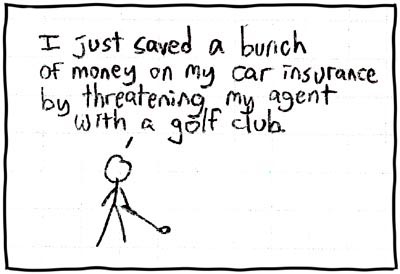 I just saved a bunch
of money on my car insurance
by threatening my agent
with a golf club.